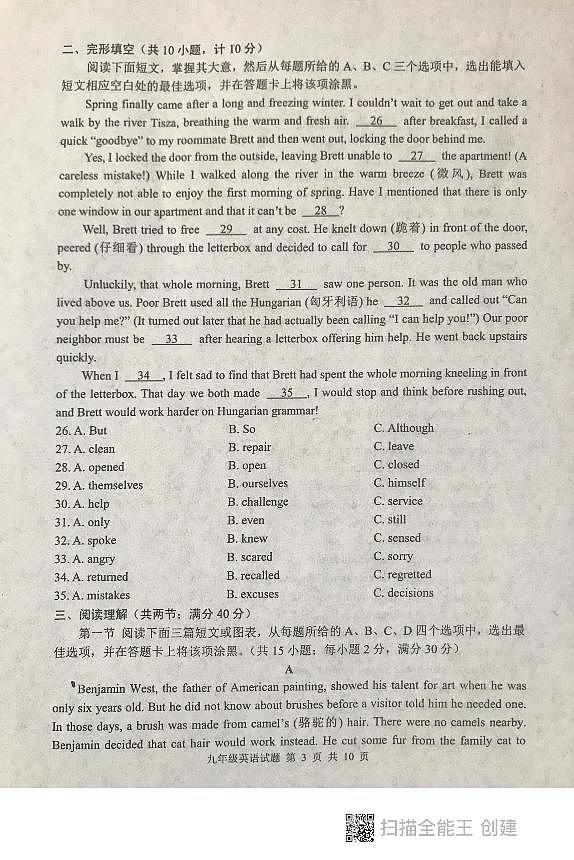 二、完形填空（共 10 小题，计 10 分）
阅读下面短文，掌握其大意，然后从每题所给的 A、B、C 三个选项中，选出能填入
短文相应空白处的最佳选项，并在答题卡上将该项涂黑。
Spring finally came after a long and freezing winter. I couldn't wait to get out and take a
walk by the river Tisza, breathing the warm and fresh air. 26 after breakfast, I called a
quick "goodbye" to my roommate Brett and then went out, locking the door behind me.
Yes, I locked the door from the outside, leaving Brett unable to 27 the apartment! (A
careless mistake!) While I walked along the river in the warm breeze (微风), Brett was
completely not able to enjoy the first morning of spring. Have I mentioned that there is only
one window in our apartment and that it can't be 28 ?
Well, Brett tried to free 29 at any cost. He knelt down (跪着) in front of the door,
peered (仔细看) through the letterbox and decided to call for 30 to people who passed
by.
Unluckily, that whole morning, Brett 31 saw one person. It was the old man who
lived above us. Poor Brett used all the Hungarian (匈牙利语) he 32 and called out "Can
you help me?" (It turned out later that he had actually been calling "I can help you!") Our poor
neighbor must be 33 after hearing a letterbox offering him help. He went back upstairs
quickly.
When I 34 , I felt sad to find that Brett had spent the whole morning kneeling in front
of the letterbox. That day we both made 35 , I would stop and think before rushing out,
and Brett would work harder on Hungarian grammar!
26. A. But B. So C. Although
27. A. clean B. repair C. leave
28. A. opened B. open C. closed
29. A. themselves B. ourselves C. himself
30. A. help B. challenge C. service
31. A. only B. even C. still
32. A. spoke B. knew C. sensed
33. A. angry B. scared C. sorry
34. A. returned B. recalled C. regretted
35. A. mistakes B. excuses C. decisions
三、阅读理解（共两节；满分 40 分）
第一节 阅读下面三篇短文或图表，从每题所给的 A、B、C、D 四个选项中，选出最
佳选项，并在答题卡上将该项涂黑。（共 15 小题；每小题 2 分，满分 30 分）
A
Benjamin West, the father of American painting, showed his talent for art when he was
only six years old. But he did not know about brushes before a visitor told him he needed one.
In those days, a brush was made from camel's (骆驼的) hair. There were no camels nearby.
Benjamin decided that cat hair would work instead. He cut some fur from the family cat to
九年级英语试题 第 3 页 共 10 页
扫描全能王 创建